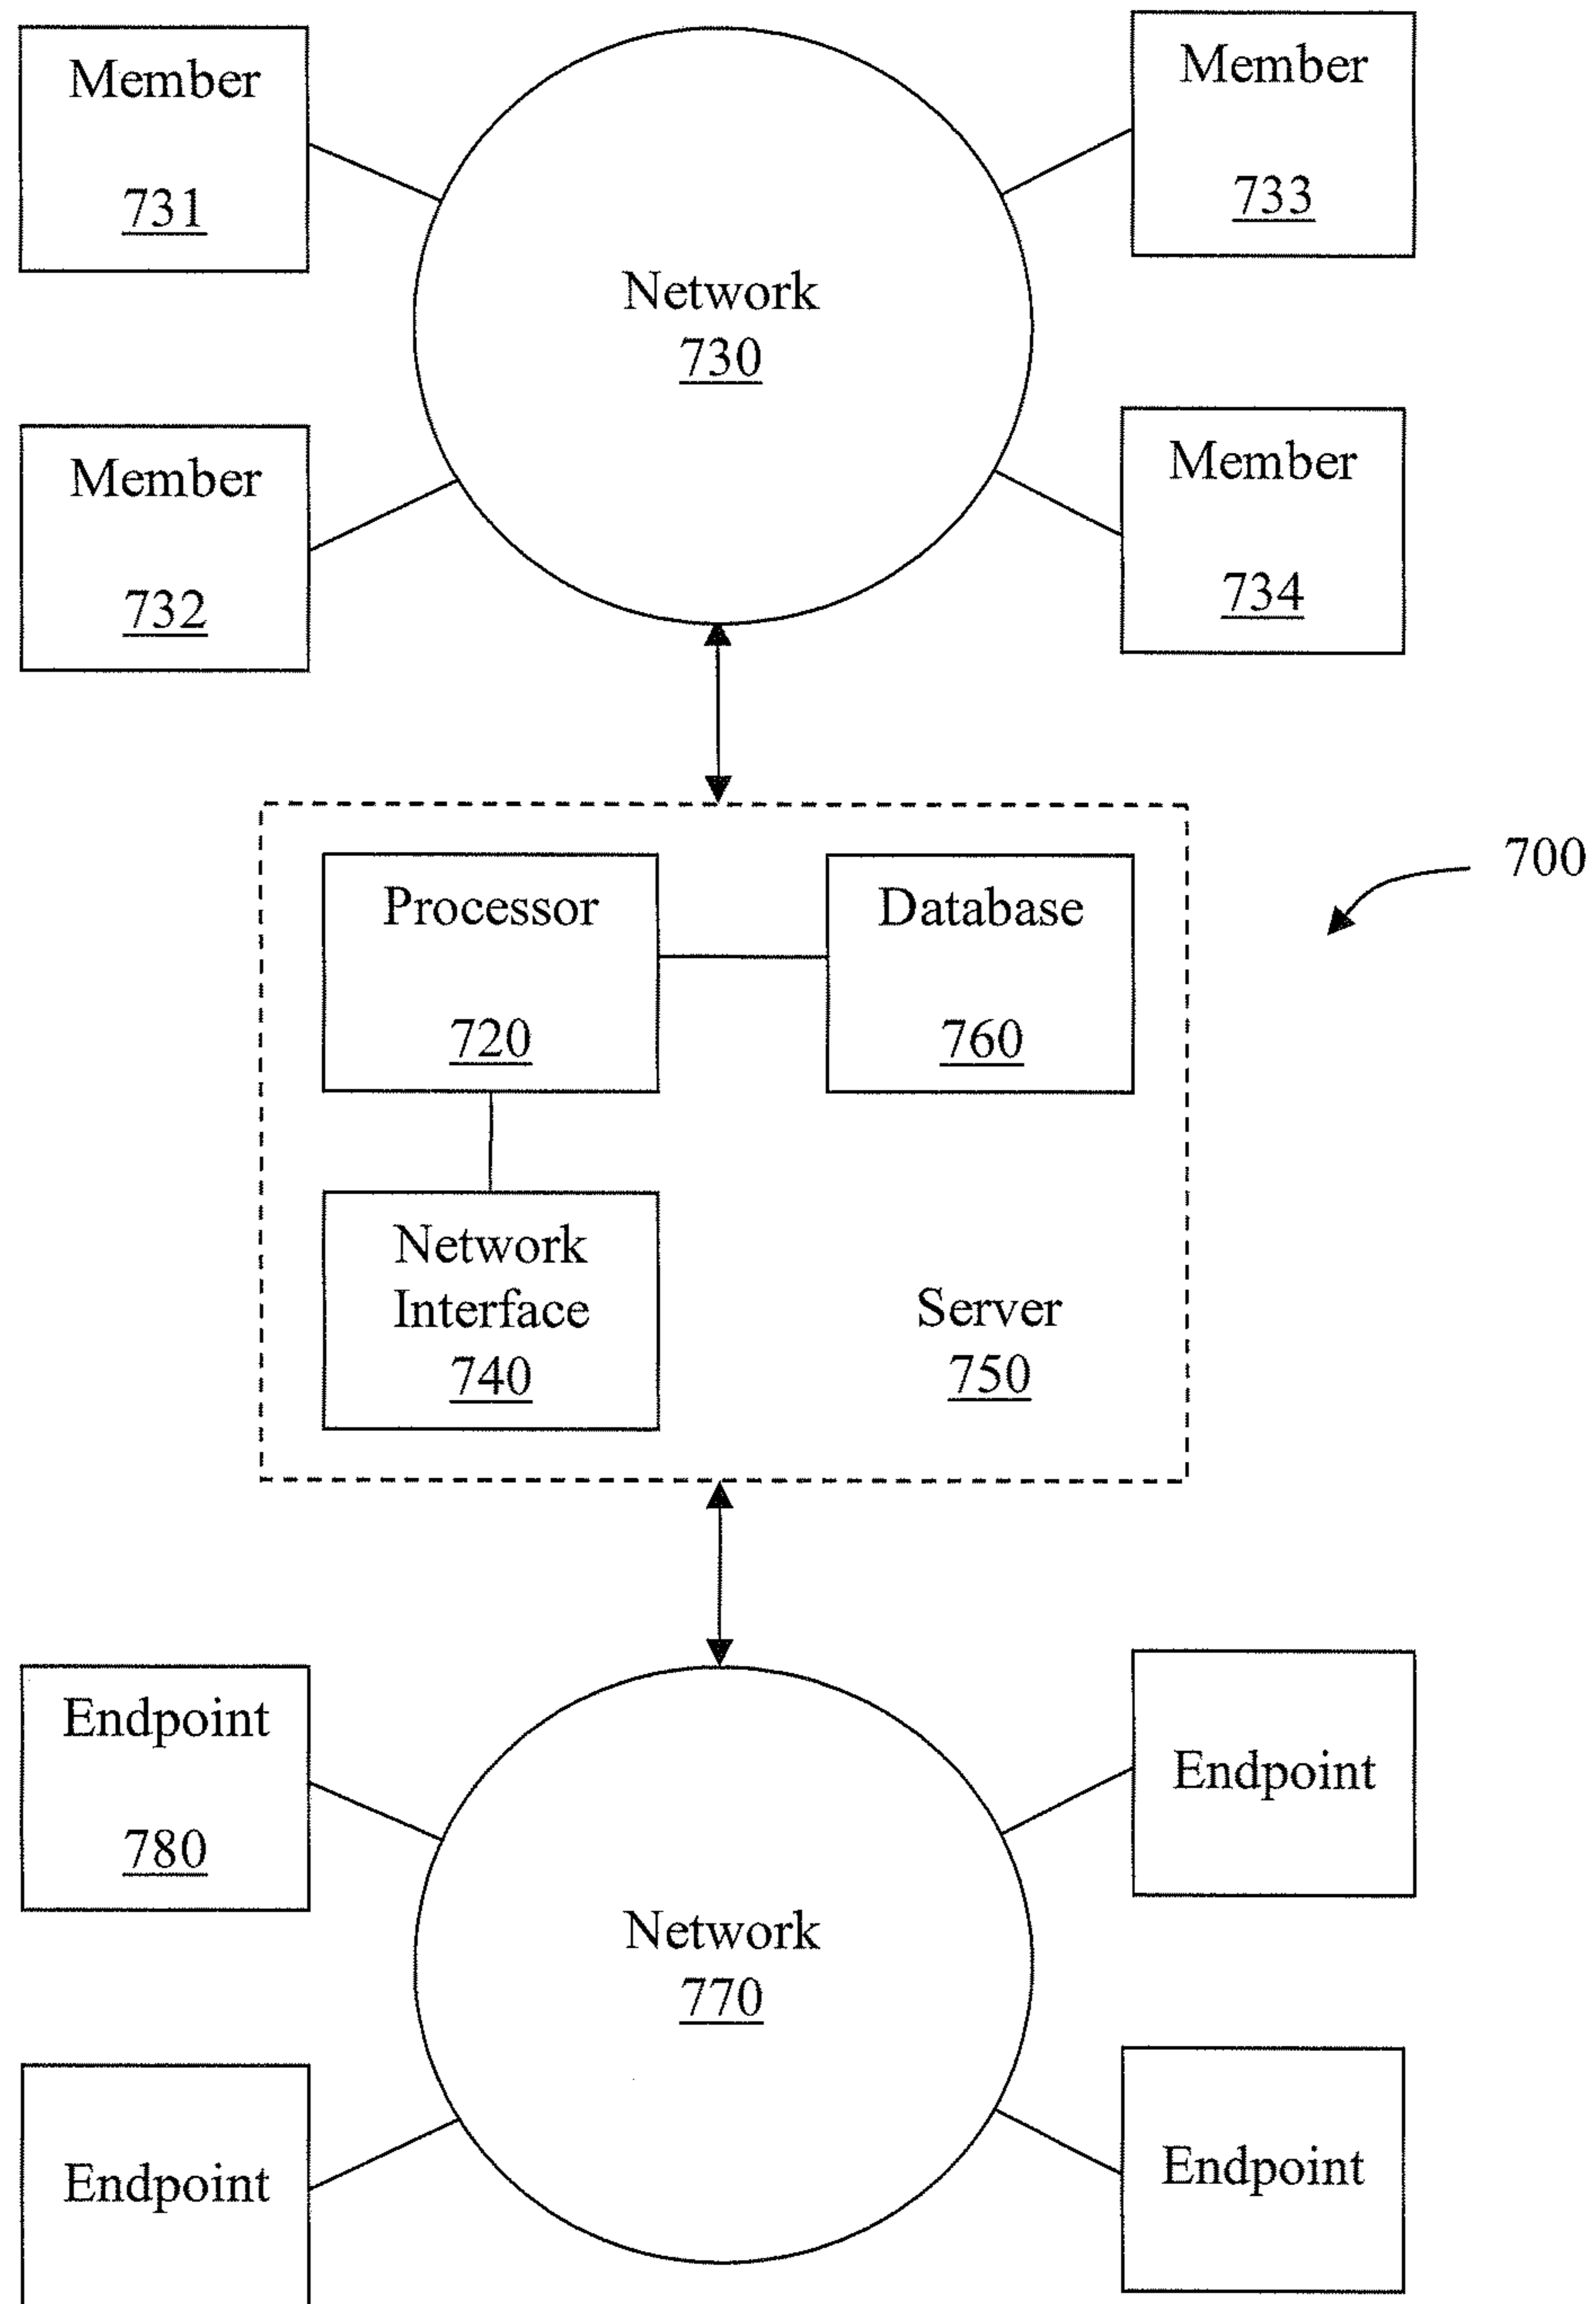 Member
731
Member
733
Network
730
Member
732
Member
734
700
Processor
720
Database
760
Network
Interface
740
Server
750
Endpoint
780
Endpoint
Network
770
Endpoint
Endpoint